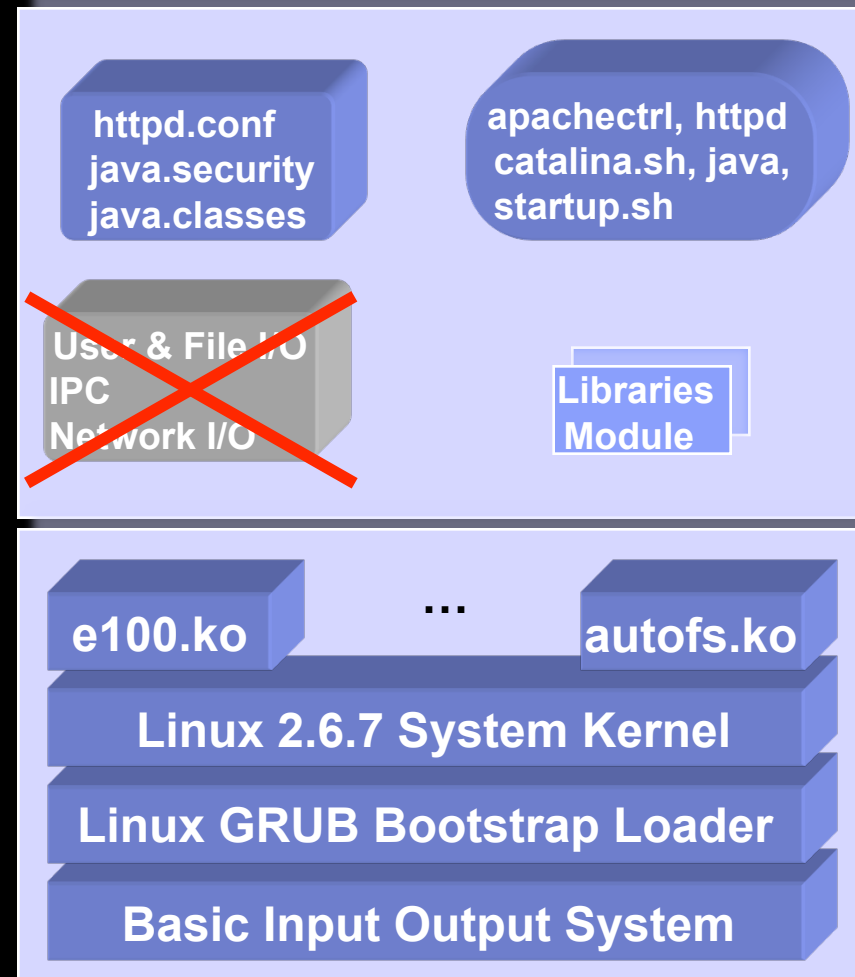 httpd.conf
java.security
java.classes
apachectrl, httpd
catalina.sh, java,
startup.sh
User & File I/O
IPC
Network I/O
Libraries
Module
e100.ko
...
autofs.ko
Linux 2.6.7 System Kernel
Linux GRUB Bootstrap Loader
Basic Input Output System